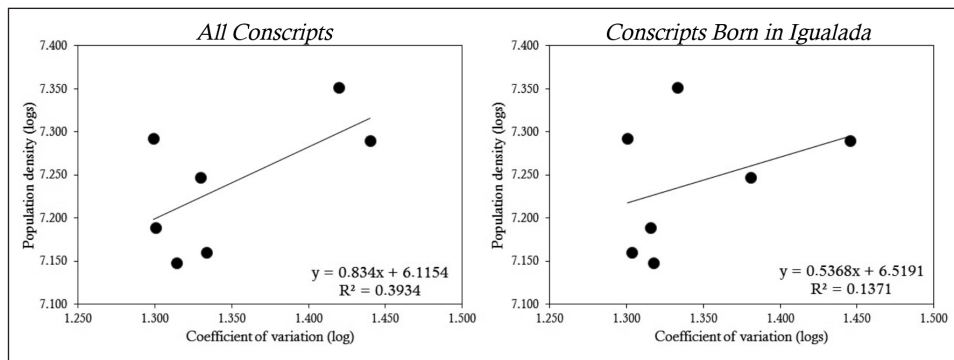 All Conscripts
7.400
7.350
7.300
7.250
7.200
7.150
7.100
Population density (logs)
y = 0.834x + 6.1154
R² = 0.3934
1.250
1.300
1.350
1.400
1.450
1.500
Coefficient of variation (log)
Conscripts Born in Igualada
7.400
7.350
7.300
7.250
7.200
7.150
7.100
Population density (logs)
y = 0.5368x + 6.5191
R² = 0.1371
1.250
1.300
1.350
1.400
1.450
1.500
Coefficient of variation (logs)